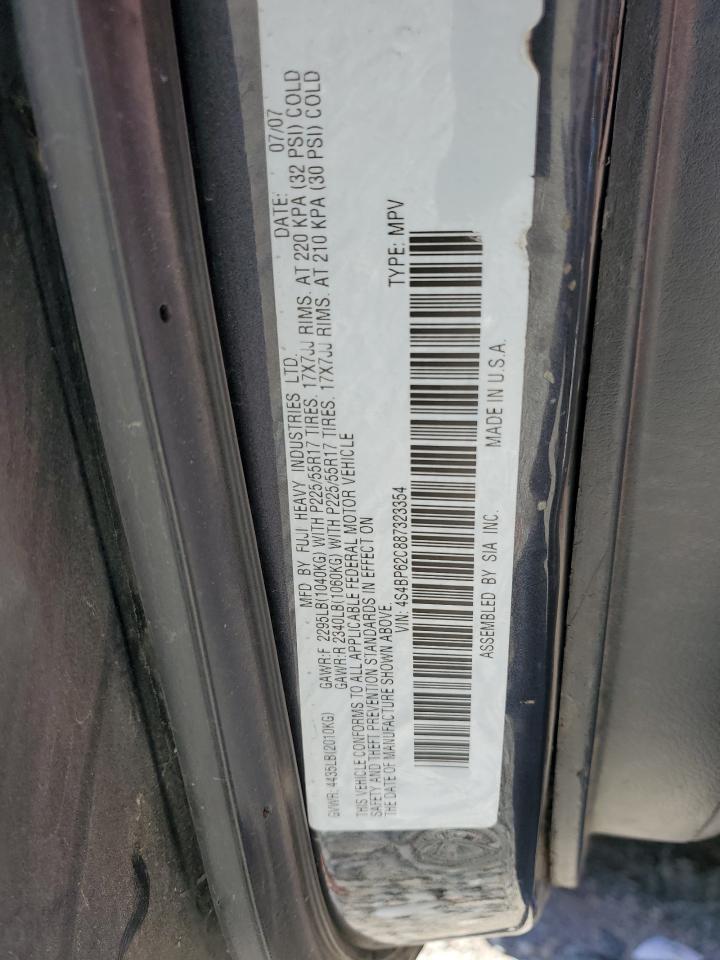 MFD BY FUJI HEAVY INDUSTRIES LTD. DATE: 07/07
GVWR: 4435LB(2010KG) GAWR:F 2295LB(1040KG) WITH P225/55R17 TIRES. 17X7JJ RIMS. AT 220 KPA (32 PSI) COLD
GAWR:R 2340LB(1060KG) WITH P225/55R17 TIRES. 17X7JJ RIMS. AT 210 KPA (30 PSI) COLD
THIS VEHICLE CONFORMS TO ALL APPLICABLE FEDERAL MOTOR VEHICLE
SAFETY AND THEFT PREVENTION STANDARDS IN EFFECT ON
THE DATE OF MANUFACTURE SHOWN ABOVE.
VIN: 4S4BP62C887323354 TYPE: MPV
ASSEMBLED BY SIA INC. MADE IN U.S.A.